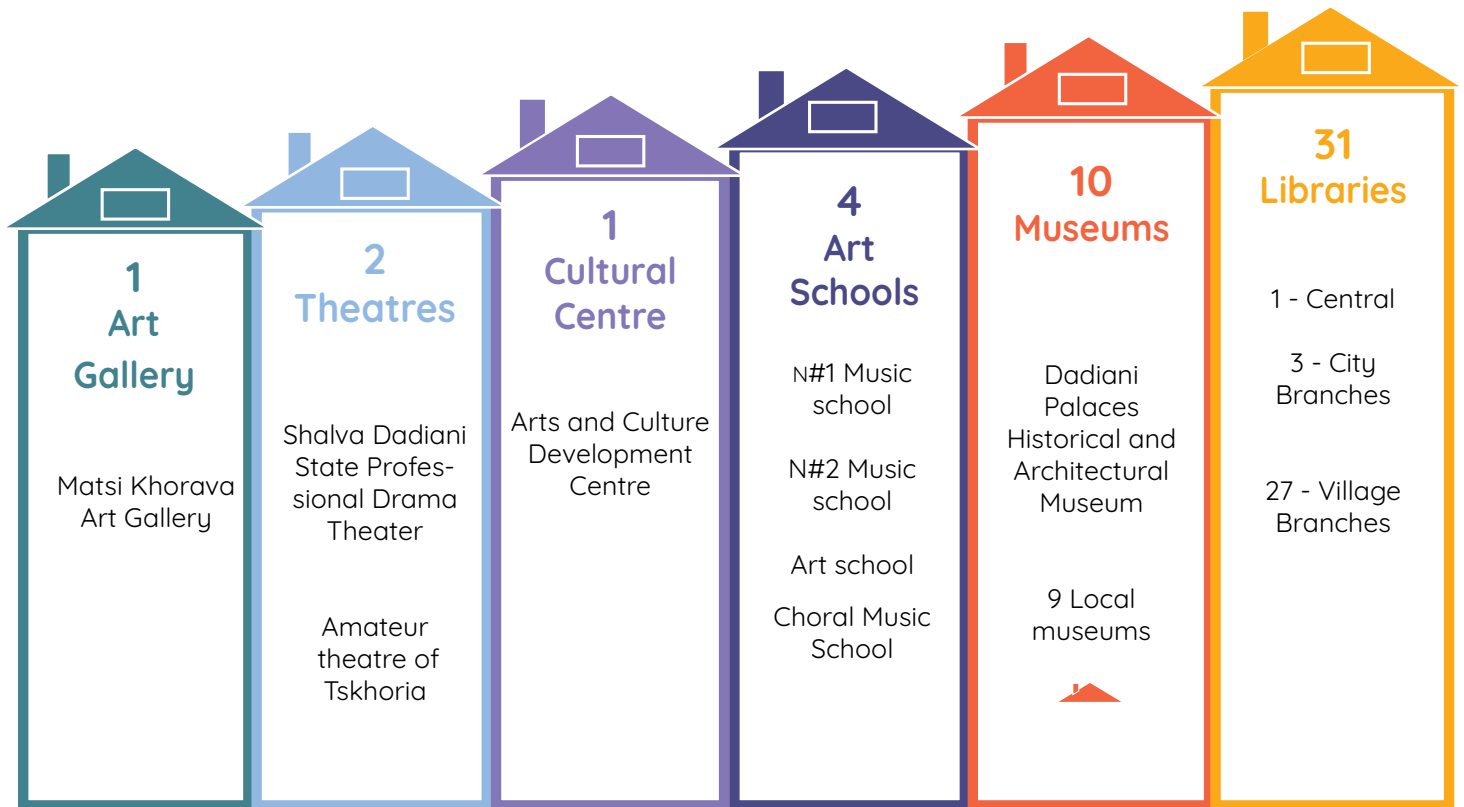 1
Art
Gallery
Matsi Khorava
Art Gallery
2
Theatres
Shalva Dadiani
State Profes-
sional Drama
Theater
Amateur
theatre of
Tskhoria
1
Cultural
Centre
Arts and Culture
Development
Centre
4
Art
Schools
N#1 Music
school
N#2 Music
school
Art school
Choral Music
School
10
Museums
Dadiani
Palaces
Historical and
Architectural
Museum
9 Local
museums
31
Libraries
1 - Central
3 - City
Branches
27 - Village
Branches